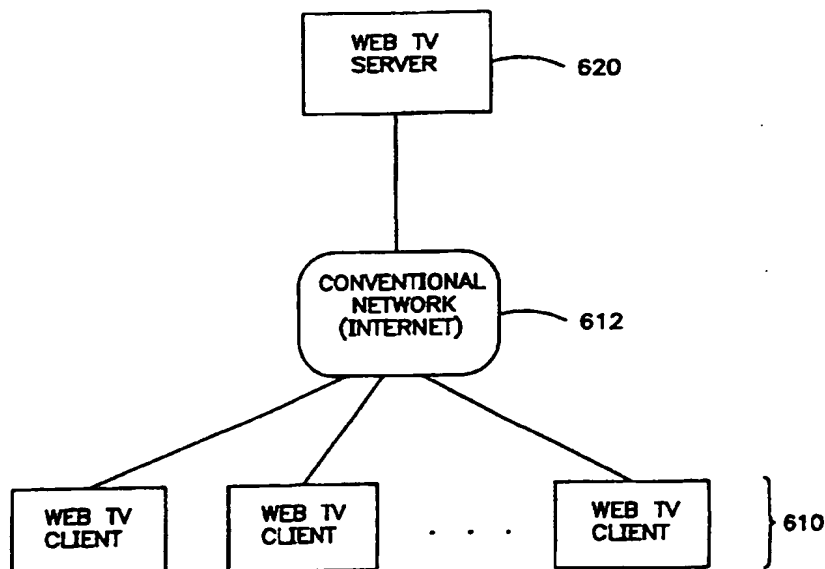 WEB TV
SERVER
620
CONVENTIONAL
NETWORK
(INTERNET)
612
WEB TV
CLIENT
WEB TV
CLIENT
. . .
WEB TV
CLIENT
610